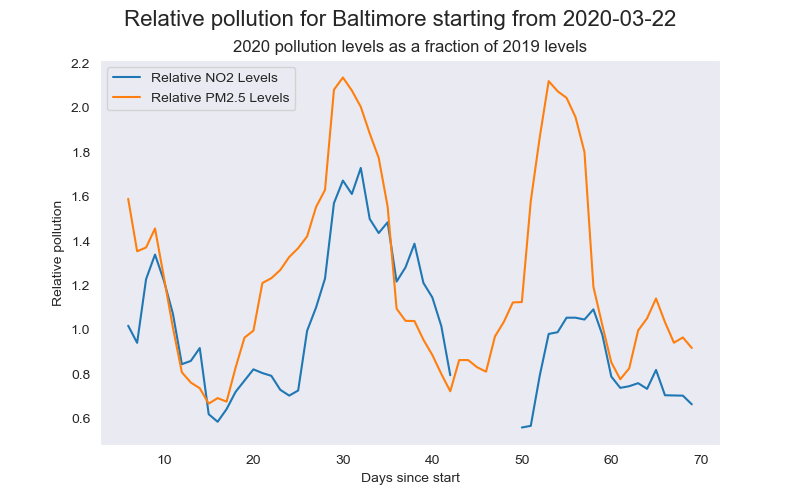 Relative pollution for Baltimore starting from 2020-03-22
2020 pollution levels as a fraction of 2019 levels
Relative NO2 Levels
Relative PM2.5 Levels
Relative pollution
2.2
2.0
1.8
1.6
1.4
1.2
1.0
0.8
0.6
10 20 30 40 50 60 70
Days since start